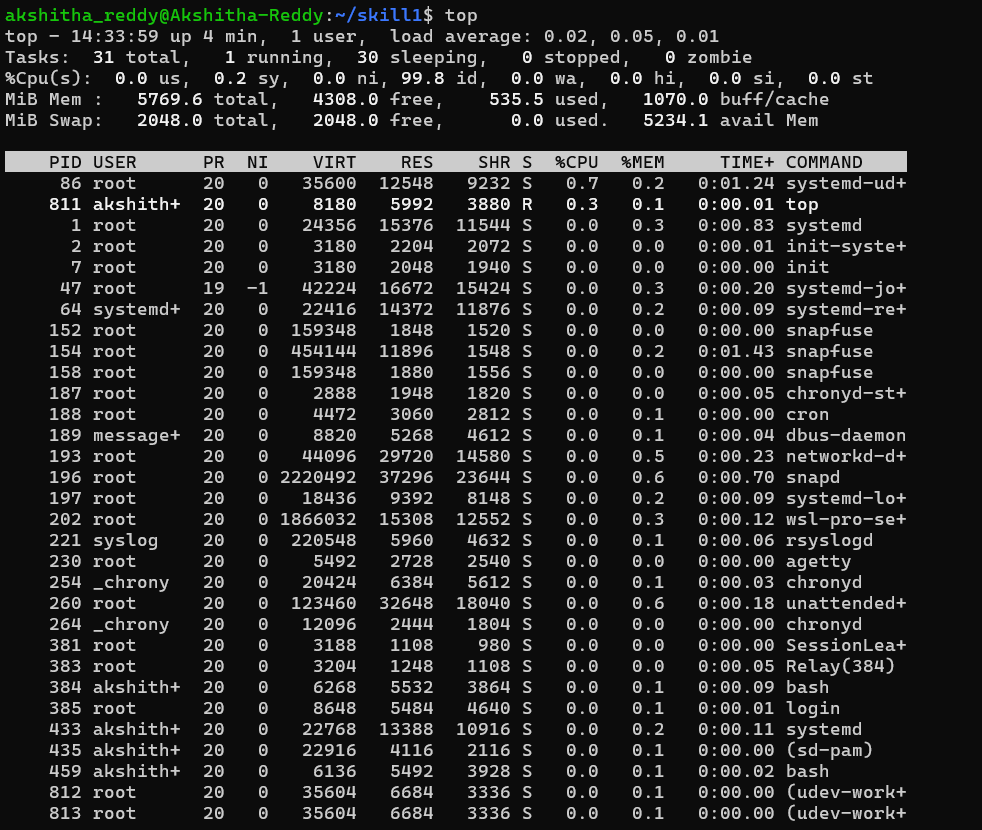 akshitha_reddy@Akshitha-Reddy:~/skill1$ top
top - 14:33:59 up 4 min,  1 user,  load average: 0.02, 0.05, 0.01
Tasks:  31 total,   1 running,  30 sleeping,   0 stopped,   0 zombie
%Cpu(s):  0.0 us,  0.2 sy,  0.0 ni, 99.8 id,  0.0 wa,  0.0 hi,  0.0 si,  0.0 st
MiB Mem :   5769.6 total,   4308.0 free,    535.5 used,   1070.0 buff/cache
MiB Swap:   2048.0 total,   2048.0 free,      0.0 used.   5234.1 avail Mem
PID USER      PR  NI    VIRT    RES    SHR S  %CPU  %MEM     TIME+ COMMAND
86 root      20   0   35600  12548   9232 S   0.7   0.2   0:01.24 systemd-ud+
811 akshith+  20   0    8180   5992   3880 R   0.3   0.1   0:00.01 top
1 root      20   0   24356  15376  11544 S   0.0   0.3   0:00.83 systemd
2 root      20   0    3180   2204   2072 S   0.0   0.0   0:00.01 init-syste+
7 root      20   0    3180   2048   1940 S   0.0   0.0   0:00.00 init
47 root      19  -1   42224  16672  15424 S   0.0   0.3   0:00.20 systemd-jo+
64 systemd+  20   0   22416  14372  11876 S   0.0   0.2   0:00.09 systemd-re+
152 root      20   0  159348   1848   1520 S   0.0   0.0   0:00.00 snapfuse
154 root      20   0  454144  11896   1548 S   0.0   0.2   0:01.43 snapfuse
158 root      20   0  159348   1880   1556 S   0.0   0.0   0:00.00 snapfuse
187 root      20   0    2888   1948   1820 S   0.0   0.0   0:00.05 chronyd-st+
188 root      20   0    4472   3060   2812 S   0.0   0.1   0:00.00 cron
189 message+  20   0    8820   5268   4612 S   0.0   0.1   0:00.04 dbus-daemon
193 root      20   0   44096  29720  14580 S   0.0   0.5   0:00.23 networkd-d+
196 root      20   0 2220492  37296  23644 S   0.0   0.6   0:00.70 snapd
197 root      20   0   18436   9392   8148 S   0.0   0.2   0:00.09 systemd-lo+
202 root      20   0 1866032  15308  12552 S   0.0   0.3   0:00.12 wsl-pro-se+
221 syslog    20   0  220548   5960   4632 S   0.0   0.1   0:00.06 rsyslogd
230 root      20   0    5492   2728   2540 S   0.0   0.0   0:00.00 agetty
254 _chrony   20   0   20424   6384   5612 S   0.0   0.1   0:00.03 chronyd
260 root      20   0  123460  32648  18040 S   0.0   0.6   0:00.18 unattended+
264 _chrony   20   0   12096   2444   1804 S   0.0   0.0   0:00.00 chronyd
381 root      20   0    3188   1108    980 S   0.0   0.0   0:00.00 SessionLea+
383 root      20   0    3204   1248   1108 S   0.0   0.0   0:00.05 Relay(384)
384 akshith+  20   0    6268   5532   3864 S   0.0   0.1   0:00.09 bash
385 root      20   0    8648   5484   4640 S   0.0   0.1   0:00.01 login
433 akshith+  20   0   22768  13388  10916 S   0.0   0.2   0:00.11 systemd
435 akshith+  20   0   22916   4116   2116 S   0.0   0.1   0:00.00 (sd-pam)
459 akshith+  20   0    6136   5492   3928 S   0.0   0.1   0:00.02 bash
812 root      20   0   35604   6684   3336 S   0.0   0.1   0:00.00 (udev-work+
813 root      20   0   35604   6684   3336 S   0.0   0.1   0:00.00 (udev-work+